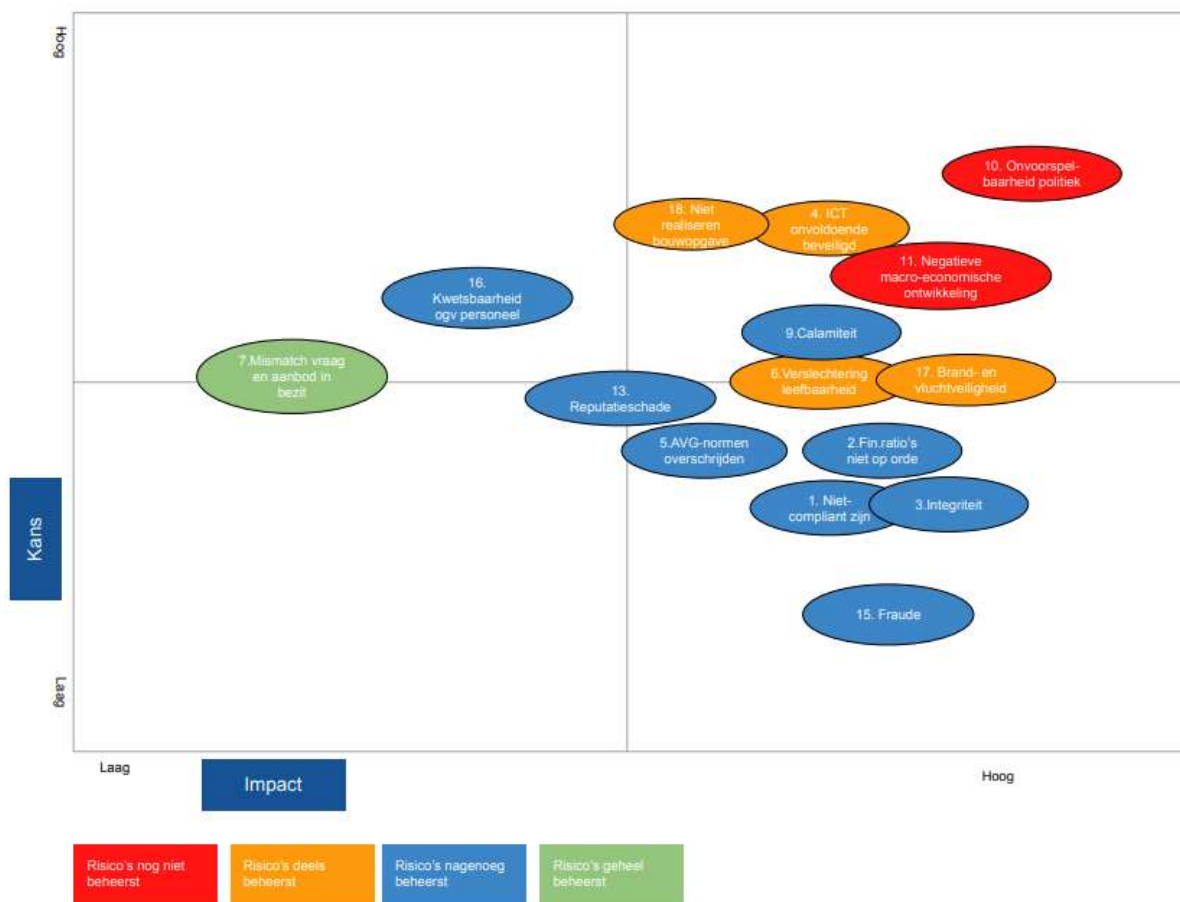 Hoog
10. Onvoorspel-
baarheid politiek
18. Niet
realiseren
bouwopgave
4. ICT
onvoldoende
beveiligd
11. Negatieve
macro-economische
ontwikkeling
16.
Kwetsbaarheid
ogv personeel
9.Calamiteit
7.Mismatch vraag
en aanbod in
bezit
6.Verslechtering
leefbaarheid
17. Brand- en
vluchtveiligheid
13.
Reputatieschade
5.AVG-normen
overschrijden
2.Fin.ratio's
niet op orde
1. Niet-
compliant zijn
3.Integriteit
Kans
15. Fraude
Laag
Laag
Impact
Hoog
Risico's nog niet
beheerst
Risico's deels
beheerst
Risico's nagenoeg
beheerst
Risico's geheel
beheerst